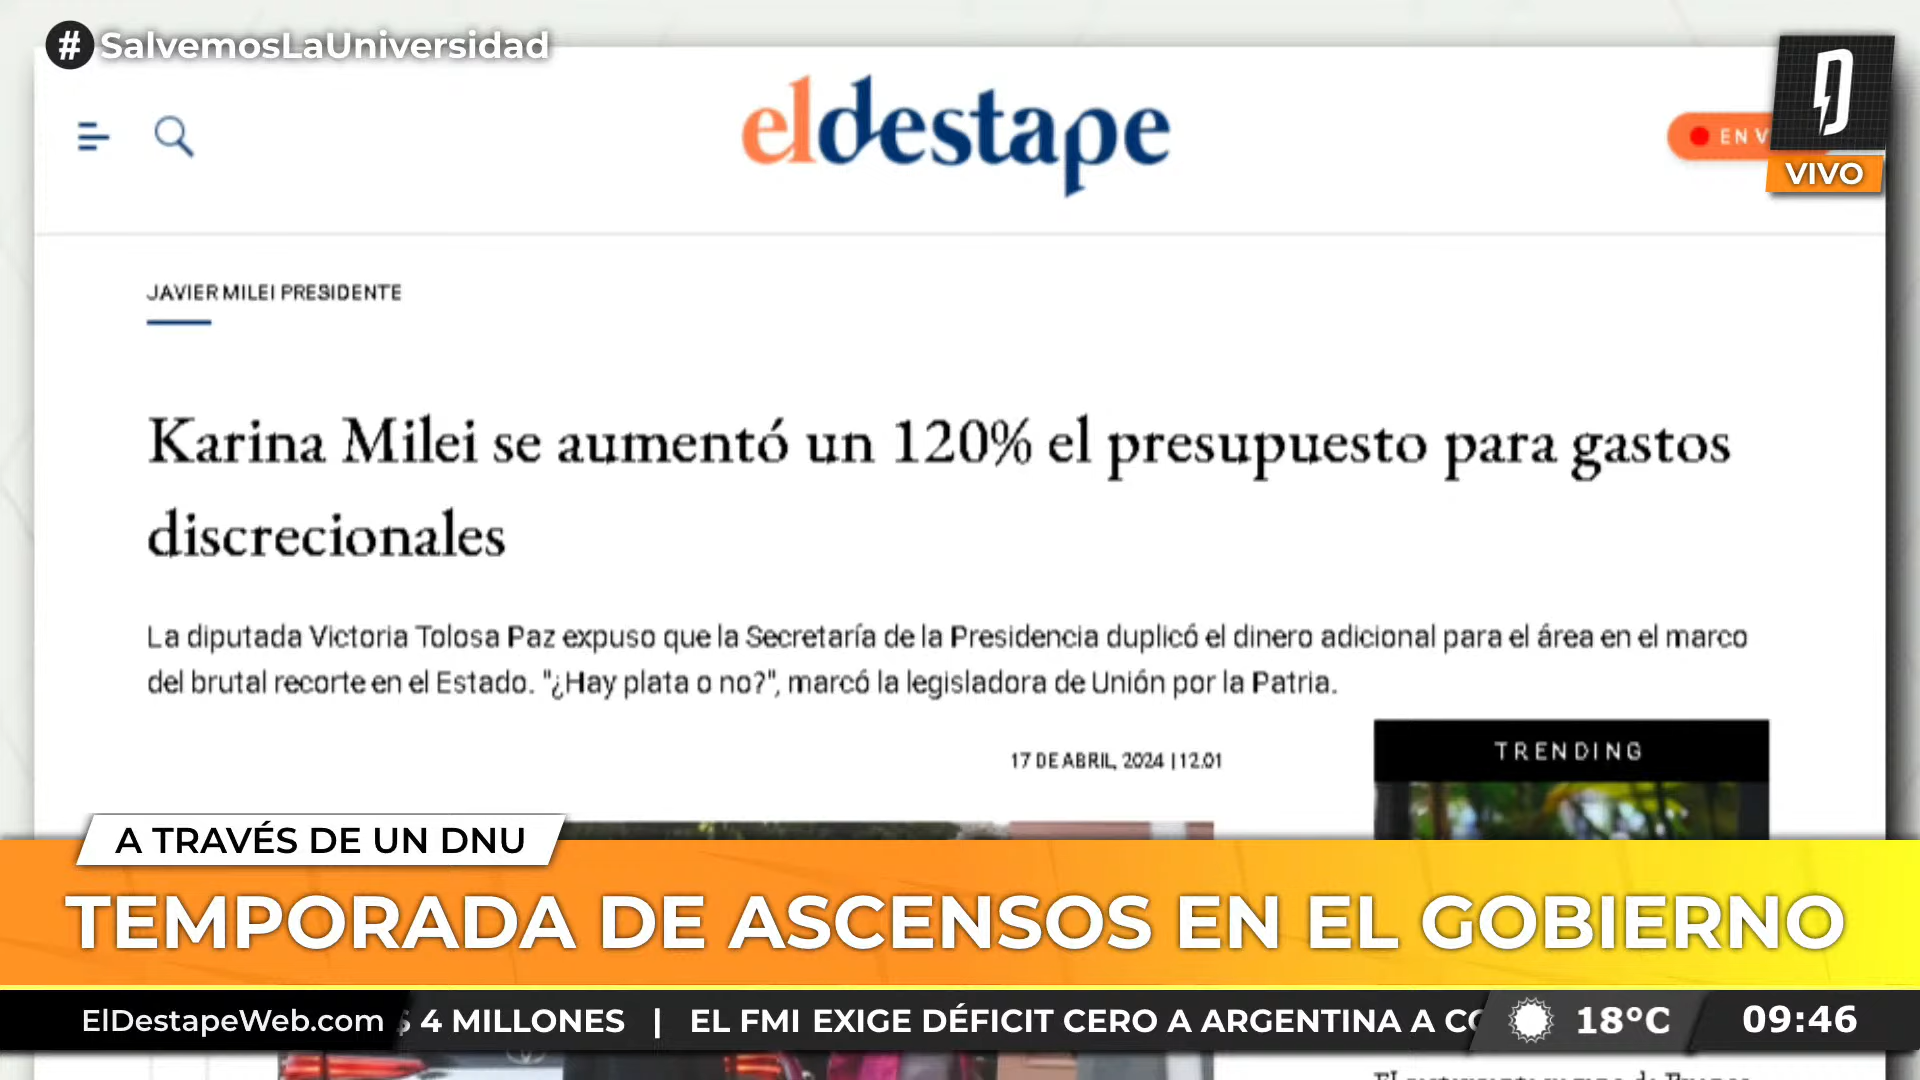 #SalvemosLaUniversidad
eldestape
EN V
VIVO
JAVIER MILEI PRESIDENTE
Karina Milei se aumentó un 120% el presupuesto para gastos
discrecionales
La diputada Victoria Tolosa Paz expuso que la Secretaría de la Presidencia duplicó el dinero adicional para el área en el marco
del brutal recorte en el Estado. "¿Hay plata o no?", marcó la legisladora de Unión por la Patria.
17 DE ABRIL, 2024 | 12.01
TRENDING
A TRAVÉS DE UN DNU
TEMPORADA DE ASCENSOS EN EL GOBIERNO
ElDestapeWeb.com
$ 4 MILLONES | EL FMI EXIGE DÉFICIT CERO A ARGENTINA A CO
18°C
09:46